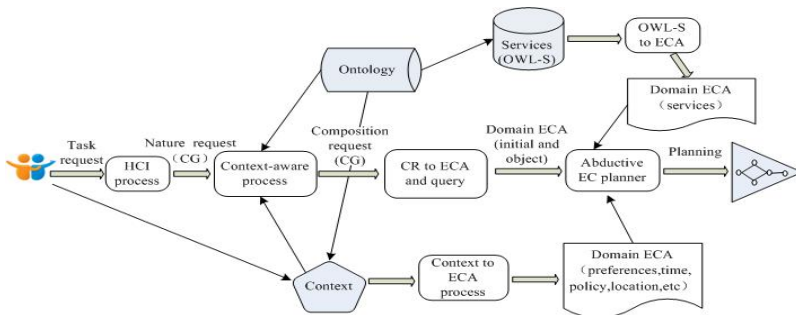 Ontology
Services
(OWL-S)
OWL-S
to ECA
Domain ECA
(services)
Task
request
HCI
process
Nature request
(CG)
Context-aware
process
Composition
request
(CG)
CR to ECA
and query
Domain ECA
(initial and
object)
Abductive
EC planner
Planning
Context
Context to
ECA
process
Domain ECA
(preferences,time,
policy,location,etc)